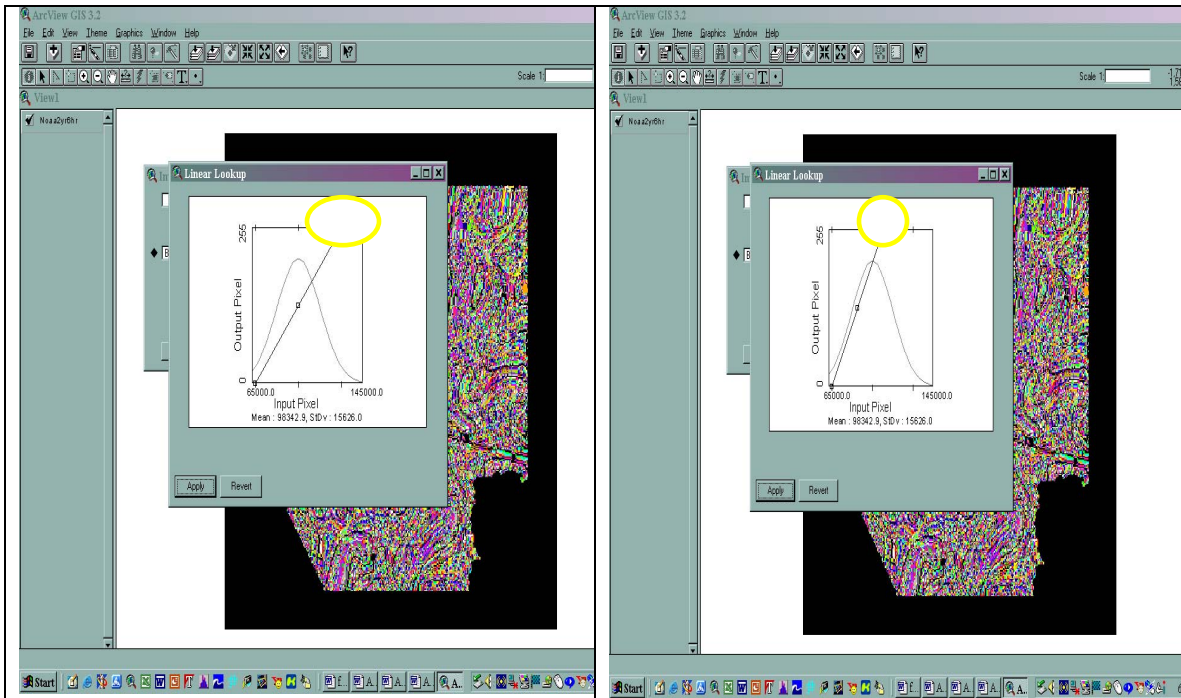 ArcView GIS 3.2
File Edit View Theme Graphics Window Help
Scale 1:
View1
Noaa2yr6hr
Linear Lookup
255
Output Pixel
0
65000.0 145000.0
Input Pixel
Mean : 98342.9, StDv : 15626.0
Apply Revert
Start
ArcView GIS 3.2
File Edit View Theme Graphics Window Help
Scale 1:
View1
Noaa2yr6hr
Linear Lookup
255
Output Pixel
0
65000.0 145000.0
Input Pixel
Mean : 98342.9, StDv : 15626.0
Apply Revert
Start